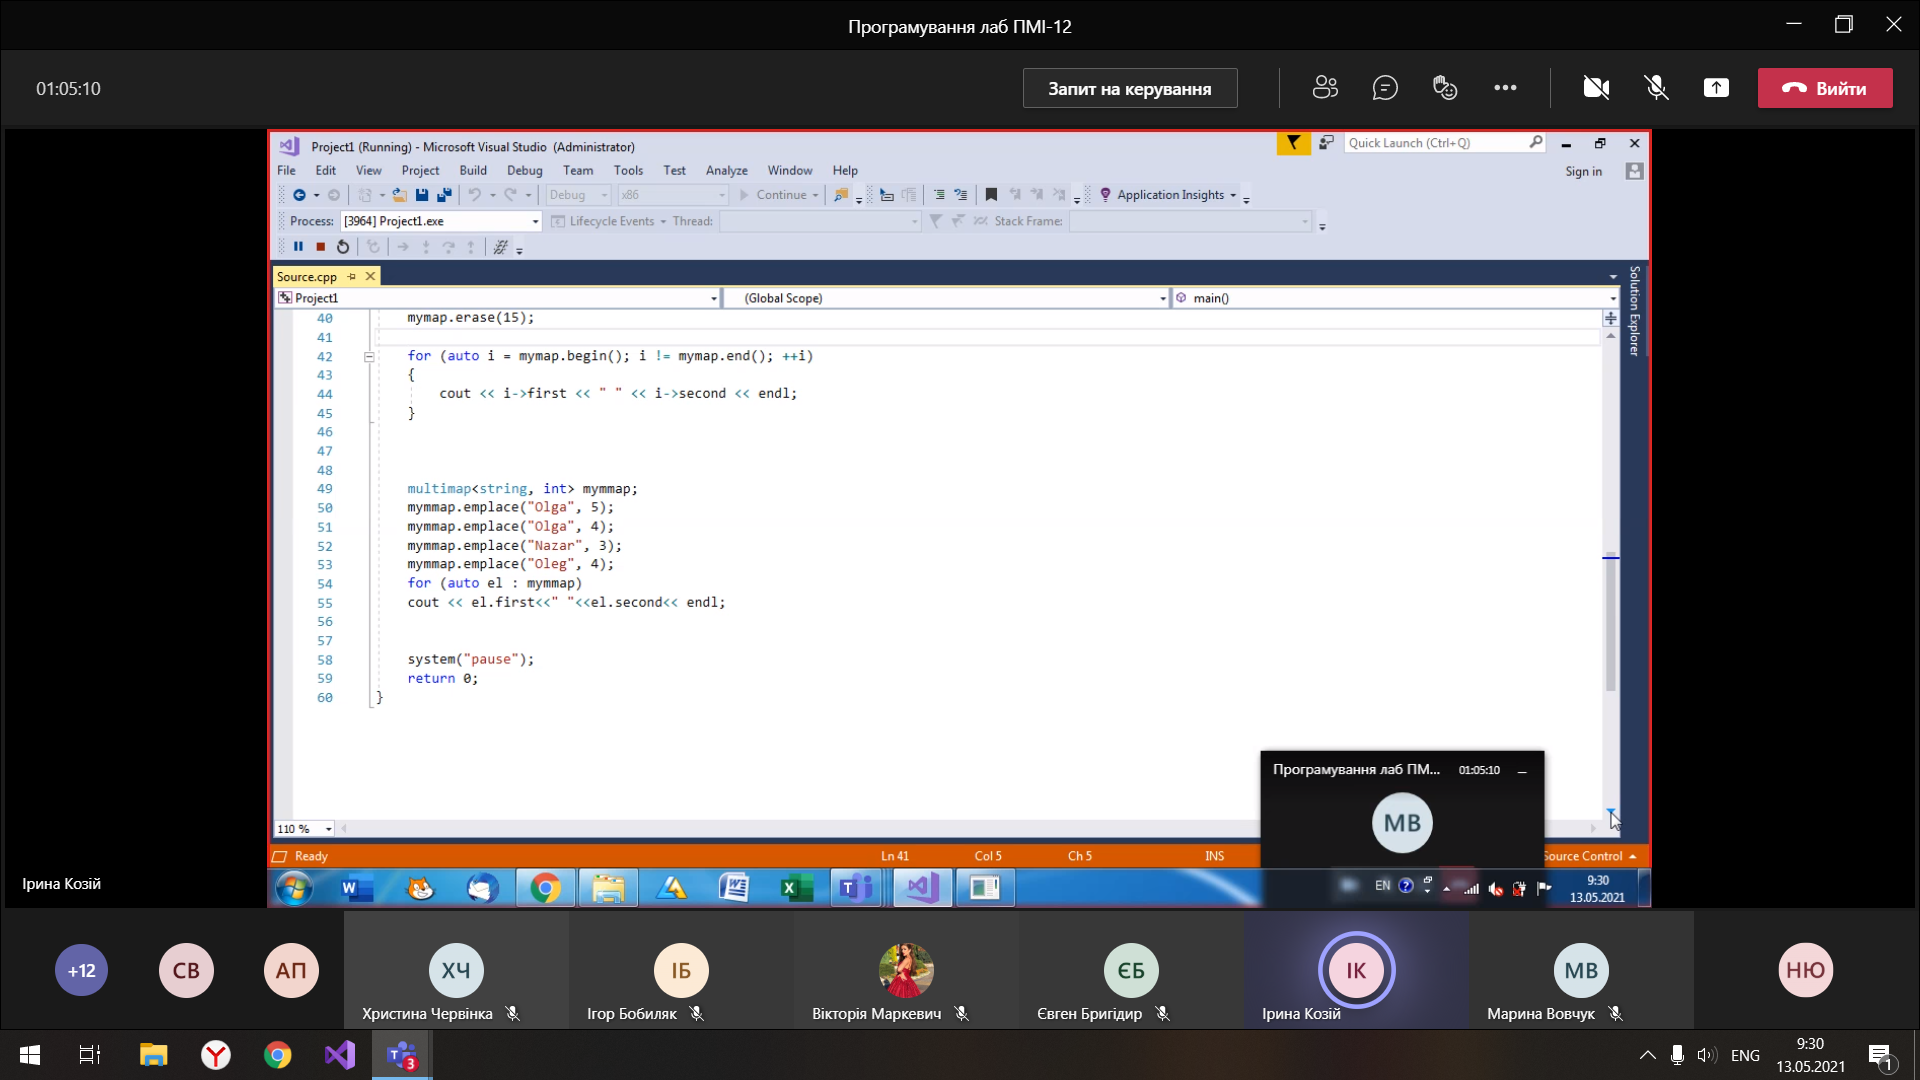 Програмування лаб ПМІ-12
01:05:10
Запит на керування
Вийти
Project1 (Running) - Microsoft Visual Studio (Administrator)
Quick Launch (Ctrl+Q)
File Edit View Project Build Debug Team Tools Test Analyze Window Help
Sign in
Debug x86 Continue Application Insights
Process: [3964] Project1.exe Lifecycle Events Thread: Stack Frame:
Source.cpp
Solution Explorer
Project1 (Global Scope) main()
40 mymap.erase(15);
41
42 for (auto i = mymap.begin(); i != mymap.end(); ++i)
43 {
44 cout << i->first << " " << i->second << endl;
45 }
46
47
48
49 multimap<string, int> mymmap;
50 mymmap.emplace("Olga", 5);
51 mymmap.emplace("Olga", 4);
52 mymmap.emplace("Nazar", 3);
53 mymmap.emplace("Oleg", 4);
54 for (auto el : mymmap)
55 cout << el.first<<" "<<el.second<< endl;
56
57
58 system("pause");
59 return 0;
60 }
Програмування лаб ПМ... 01:05:10
МВ
110 %
Ready Ln 41 Col 5 Ch 5 INS Source Control
Ірина Козій
EN
9:30
13.05.2021
+12
СВ
АП
ХЧ
Христина Червінка
ІБ
Ігор Бобиляк
Вікторія Маркевич
ЄБ
Євген Бригідир
ІК
Ірина Козій
МВ
Марина Вовчук
НЮ
3
ENG
9:30
13.05.2021
1